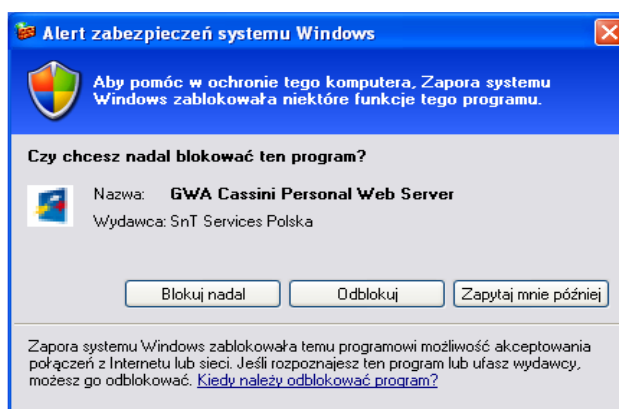 Alert zabezpieczeń systemu Windows
Aby pomóc w ochronie tego komputera, Zapora systemu
Windows zablokowała niektóre funkcje tego programu.
Czy chcesz nadal blokować ten program?
Nazwa: GWA Cassini Personal Web Server
Wydawca: SnT Services Polska
Blokuj nadal Odblokuj Zapytaj mnie później
Zapora systemu Windows zablokowała temu programowi możliwość akceptowania
połączeń z Internetu lub sieci. Jeśli rozpoznajesz ten program lub ufasz wydawcy,
możesz go odblokować. Kiedy należy odblokować program?